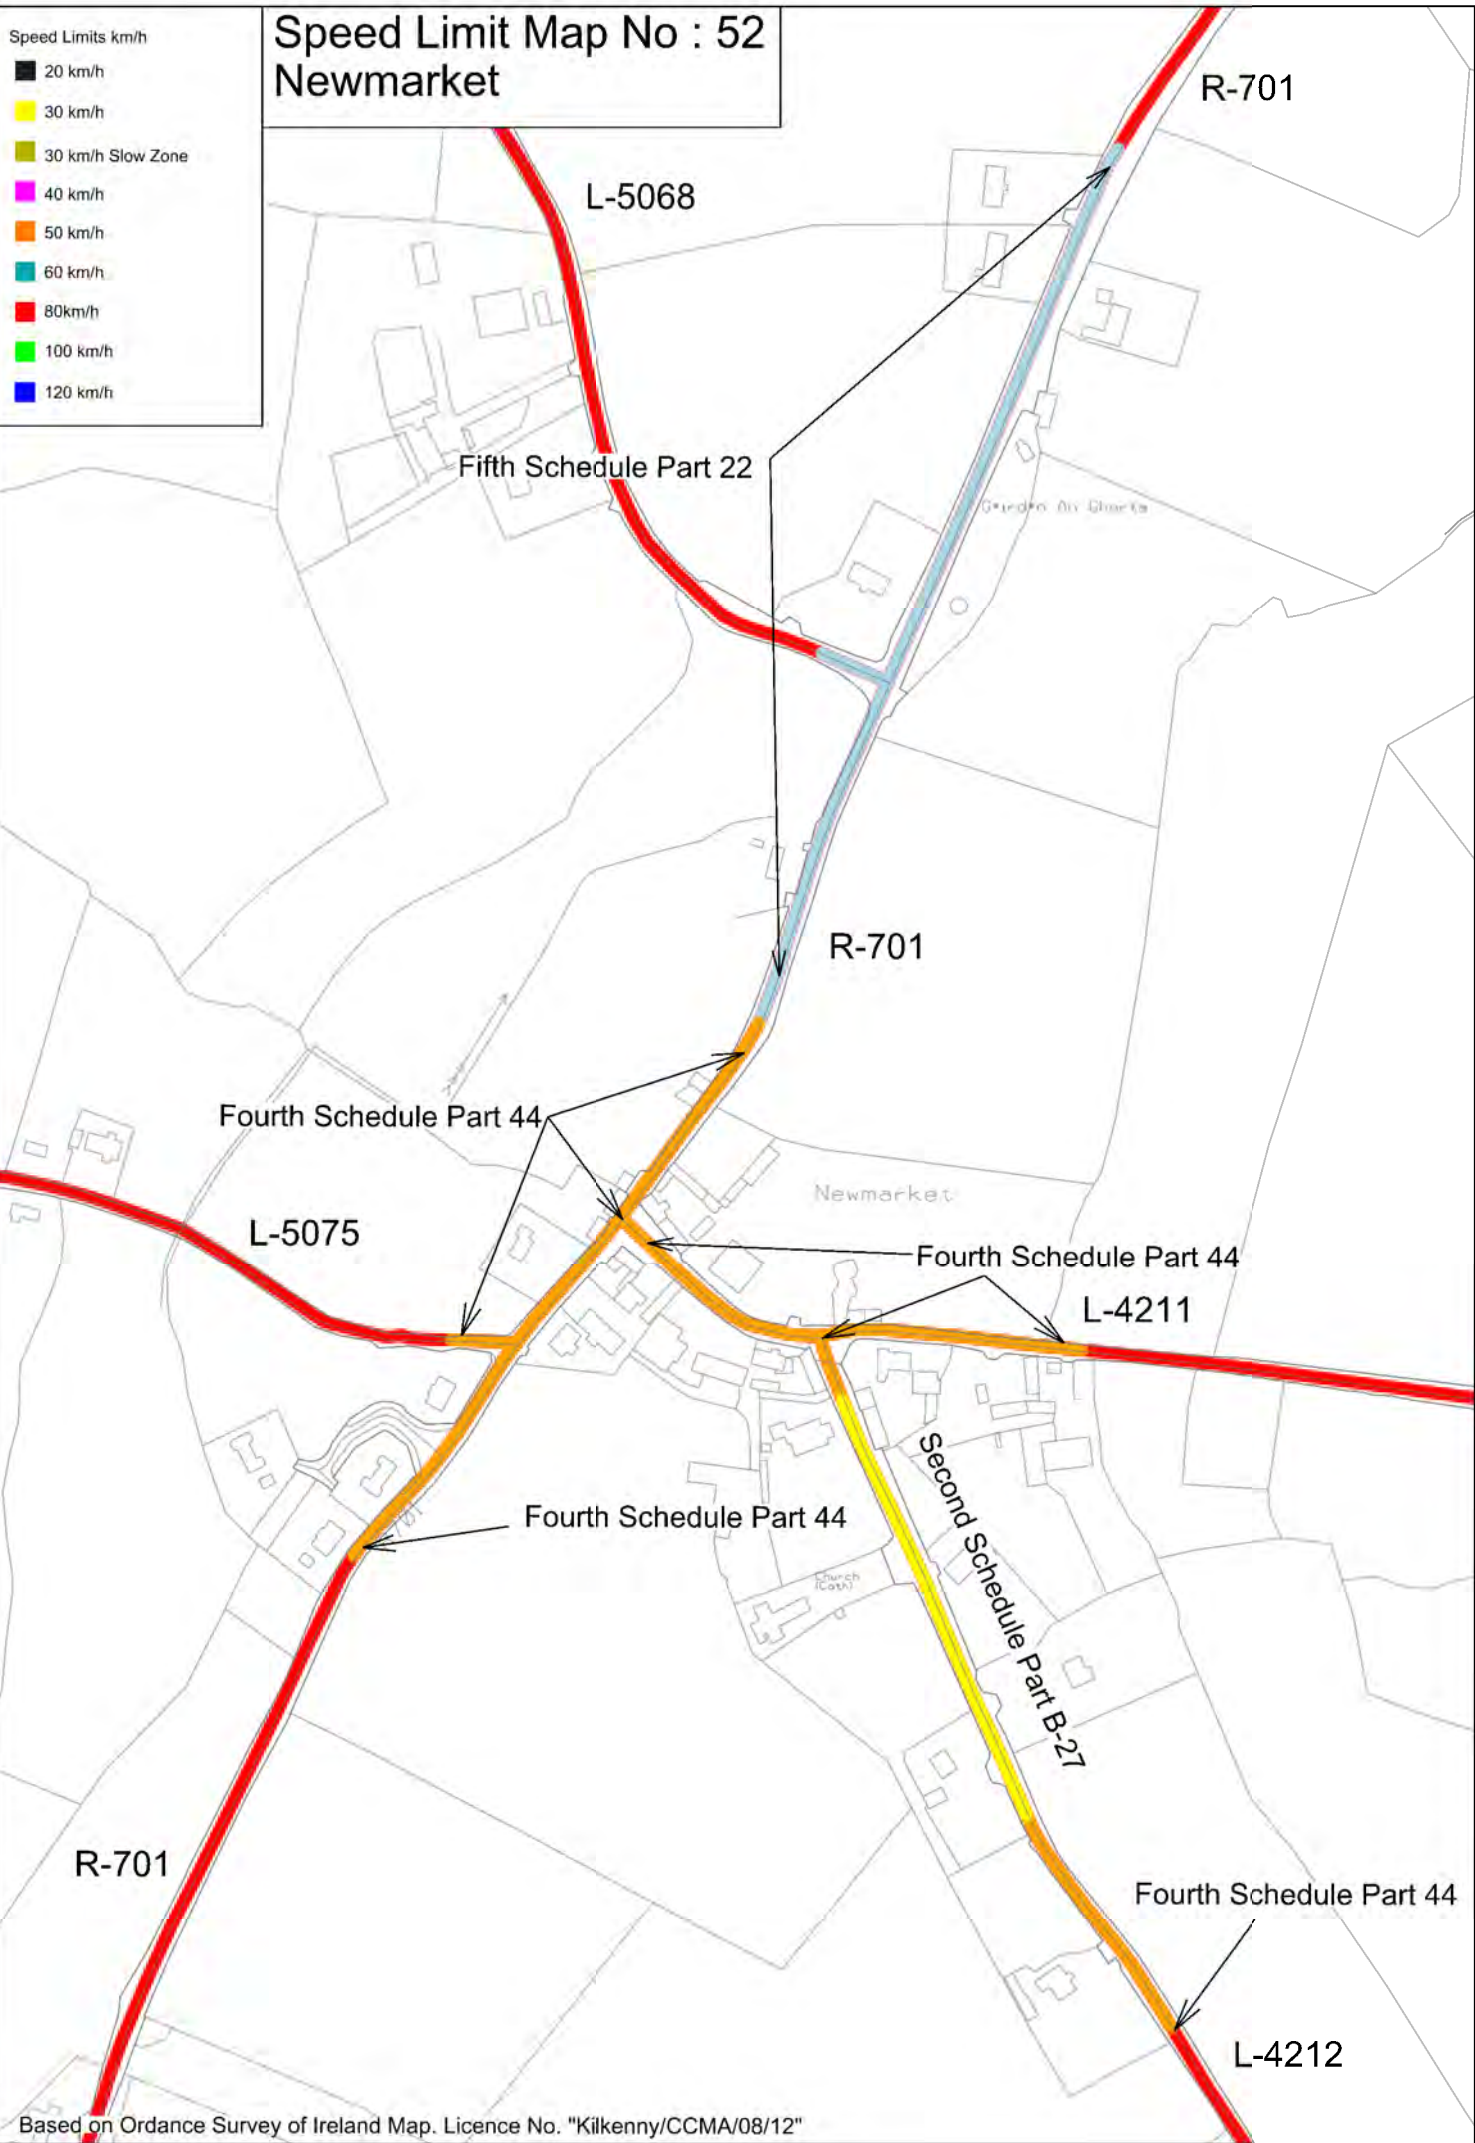 Speed Limits km/h
20 km/h
30 km/h
30 km/h Slow Zone
40 km/h
50 km/h
60 km/h
80km/h
100 km/h
120 km/h
Speed Limit Map No : 52
Newmarket
R-701
L-5068
Fifth Schedule Part 22
R-701
Fourth Schedule Part 44
Newmarket
L-5075
Fourth Schedule Part 44
L-4211
Second Schedule Part B-27
Fourth Schedule Part 44
Church
(Cath)
R-701
Fourth Schedule Part 44
L-4212
Based on Ordance Survey of Ireland Map. Licence No. "Kilkenny/CCMA/08/12"